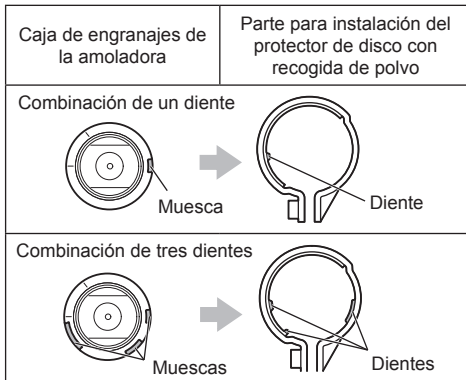 Caja de engranajes de
la amoladora
Parte para instalación del
protector de disco con
recogida de polvo
Combinación de un diente
Muesca
Diente
Combinación de tres dientes
Muescas
Dientes